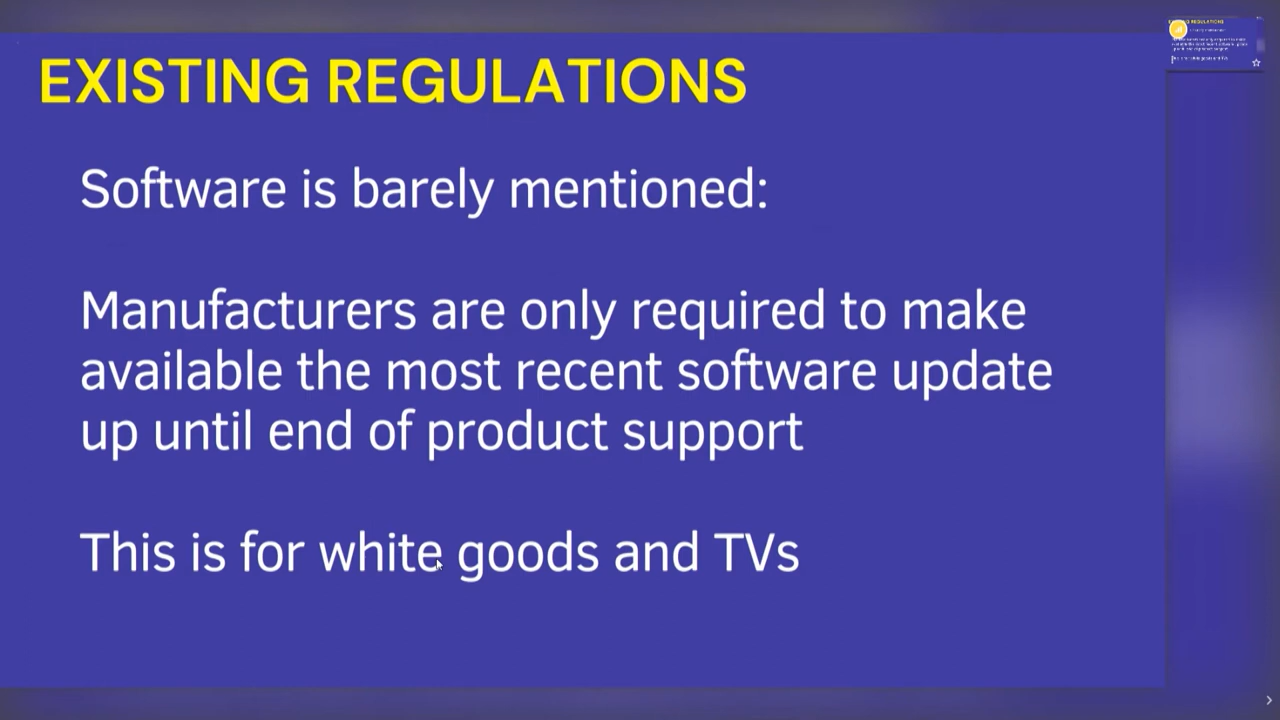 EXISTING REGULATIONS
Software is barely mentioned:
Manufacturers are only required to make
available the most recent software update
up until end of product support
This is for white goods and TVs